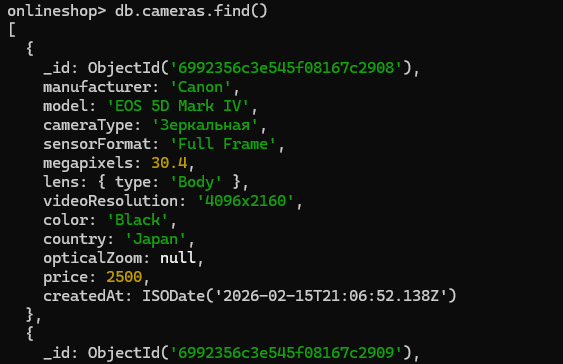 onlineshop> db.cameras.find()
[
  {
    _id: ObjectId('6992356c3e545f08167c2908'),
    manufacturer: 'Canon',
    model: 'EOS 5D Mark IV',
    cameraType: 'Зеркальная',
    sensorFormat: 'Full Frame',
    megapixels: 30.4,
    lens: { type: 'Body' },
    videoResolution: '4096x2160',
    color: 'Black',
    country: 'Japan',
    opticalZoom: null,
    price: 2500,
    createdAt: ISODate('2026-02-15T21:06:52.138Z')
  },
  {
    _id: ObjectId('6992356c3e545f08167c2909'),